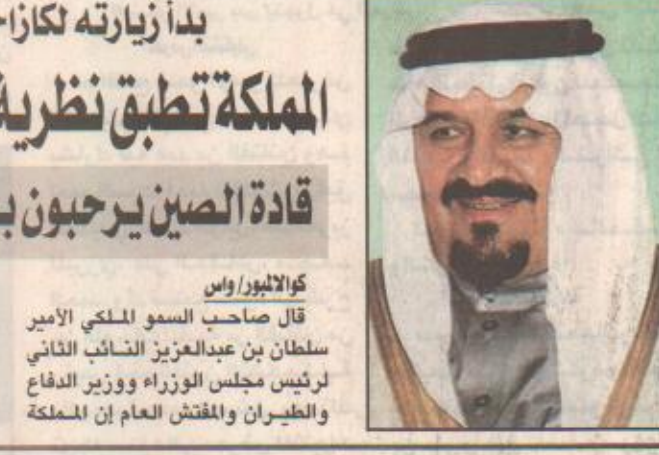 بدأ زيارته لكازا
المملكة تطبق نظرية
قادة الصين يرحبون بـ
كوالالمبور/واس
قال صاحب السمو الملكي الأمير
سلطان بن عبدالعزيز النائب الثاني
لرئيس مجلس الوزراء ووزير الدفاع
والطيران والمفتش العام إن المملكة